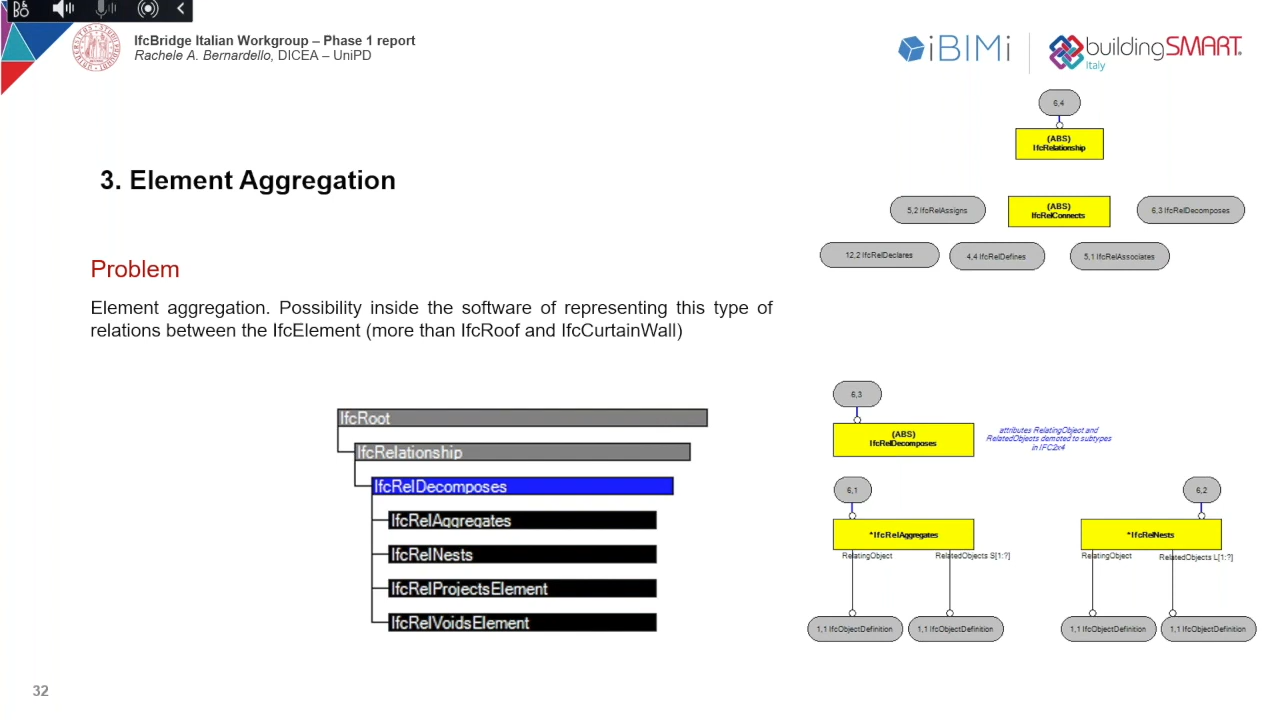 IfcBridge Italian Workgroup – Phase 1 report
Rachele A. Bernardello, DICEA – UniPD
iBIMi
buildingSMART
Italy
3. Element Aggregation
Problem
Element aggregation. Possibility inside the software of representing this type of
relations between the IfcElement (more than IfcRoof and IfcCurtainWall)
IfcRoot
IfcRelationship
IfcRelDecomposes
IfcRelAggregates
IfcRelNests
IfcRelProjectsElement
IfcRelVoidsElement
6,4
(ABS)
IfcRelationship
5,2 IfcRelAssigns
(ABS)
IfcRelConnects
6,3 IfcRelDecomposes
12,2 IfcRelDeclares
4,4 IfcRelDefines
5,1 IfcRelAssociates
6,3
(ABS)
IfcRelDecomposes
attributes RelatingObject and
RelatedObjects demoted to subtypes
in IFC2x4
6,1
6,2
*IfcRelAggregates
*IfcRelNests
RelatingObject
RelatedObjects S[1:?]
RelatingObject
RelatedObjects L[1:?]
1,1 IfcObjectDefinition
1,1 IfcObjectDefinition
1,1 IfcObjectDefinition
1,1 IfcObjectDefinition
32